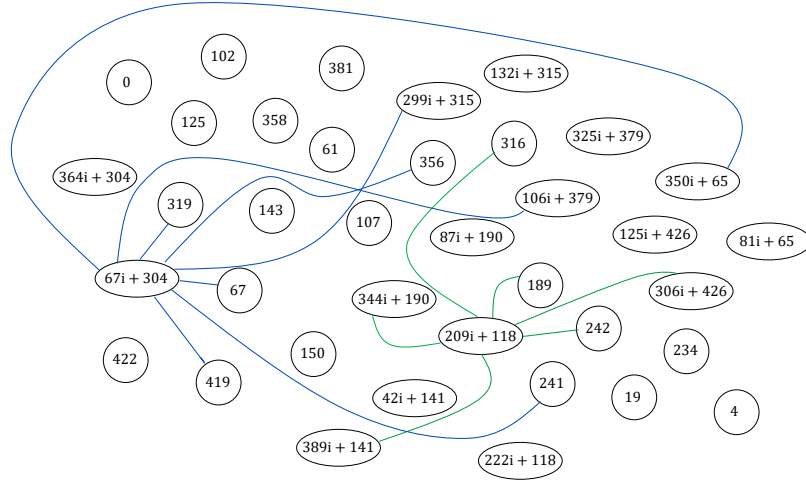 102
381
132i + 315
0
299i + 315
125
358
325i + 379
61
316
356
364i + 304
350i + 65
319
143
106i + 379
107
87i + 190
125i + 426
81i + 65
67i + 304
67
189
306i + 426
344i + 190
209i + 118
242
422
150
234
419
241
42i + 141
19
4
389i + 141
222i + 118